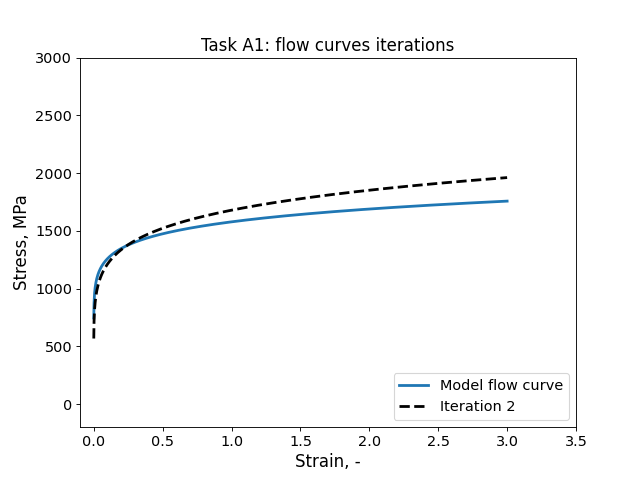 Task A1: flow curves iterations
3000
2500
2000
1500
1000
500
0
Stress, MPa
0.0 0.5 1.0 1.5 2.0 2.5 3.0 3.5
Strain, -
Model flow curve
Iteration 2